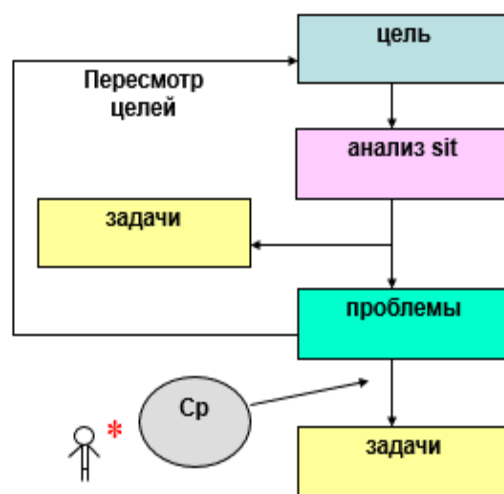 цель
Пересмотр
целей
анализ sit
задачи
проблемы
Ср
*
задачи